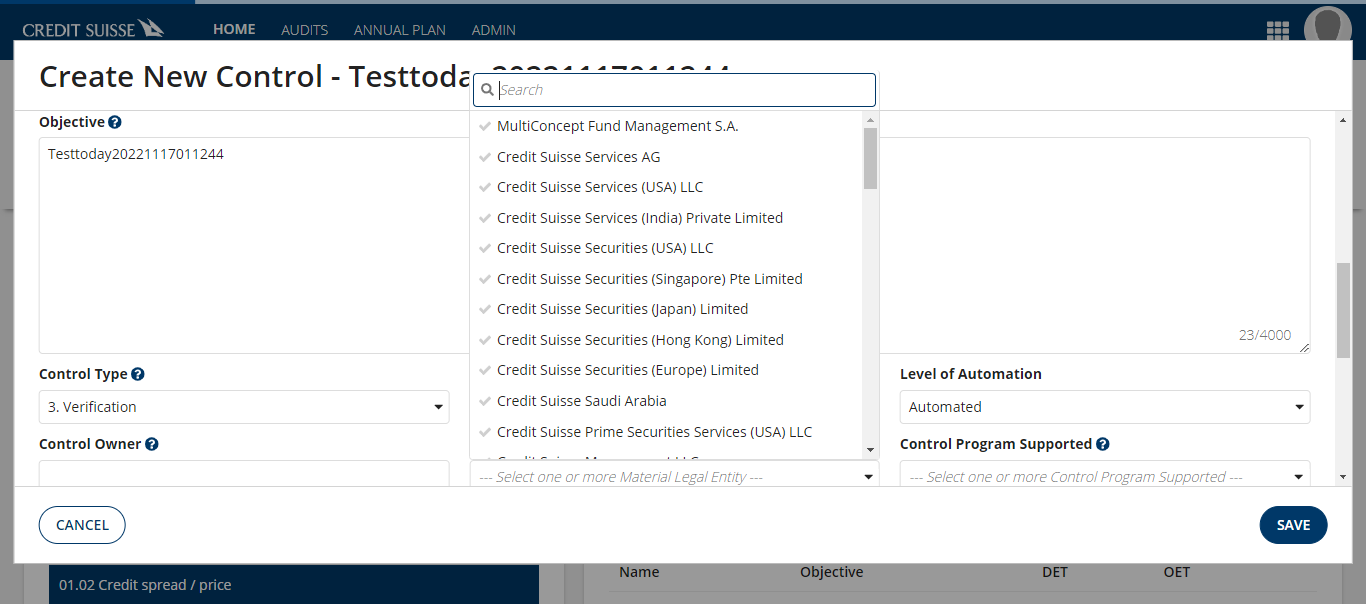 CREDIT SUISSE HOME AUDITS ANNUAL PLAN ADMIN
Create New Control - Testtoday20221117011244
Search
Objective
Testtoday20221117011244
MultiConcept Fund Management S.A.
Credit Suisse Services AG
Credit Suisse Services (USA) LLC
Credit Suisse Services (India) Private Limited
Credit Suisse Securities (USA) LLC
Credit Suisse Securities (Singapore) Pte Limited
Credit Suisse Securities (Japan) Limited
Credit Suisse Securities (Hong Kong) Limited
Credit Suisse Securities (Europe) Limited
Credit Suisse Saudi Arabia
Credit Suisse Prime Securities Services (USA) LLC
23/4000
Control Type
3. Verification
Level of Automation
Automated
Control Owner
--- Select one or more Material Legal Entity ---
Control Program Supported
--- Select one or more Control Program Supported ---
CANCEL SAVE
01.02 Credit spread / price
Name Objective DET OET